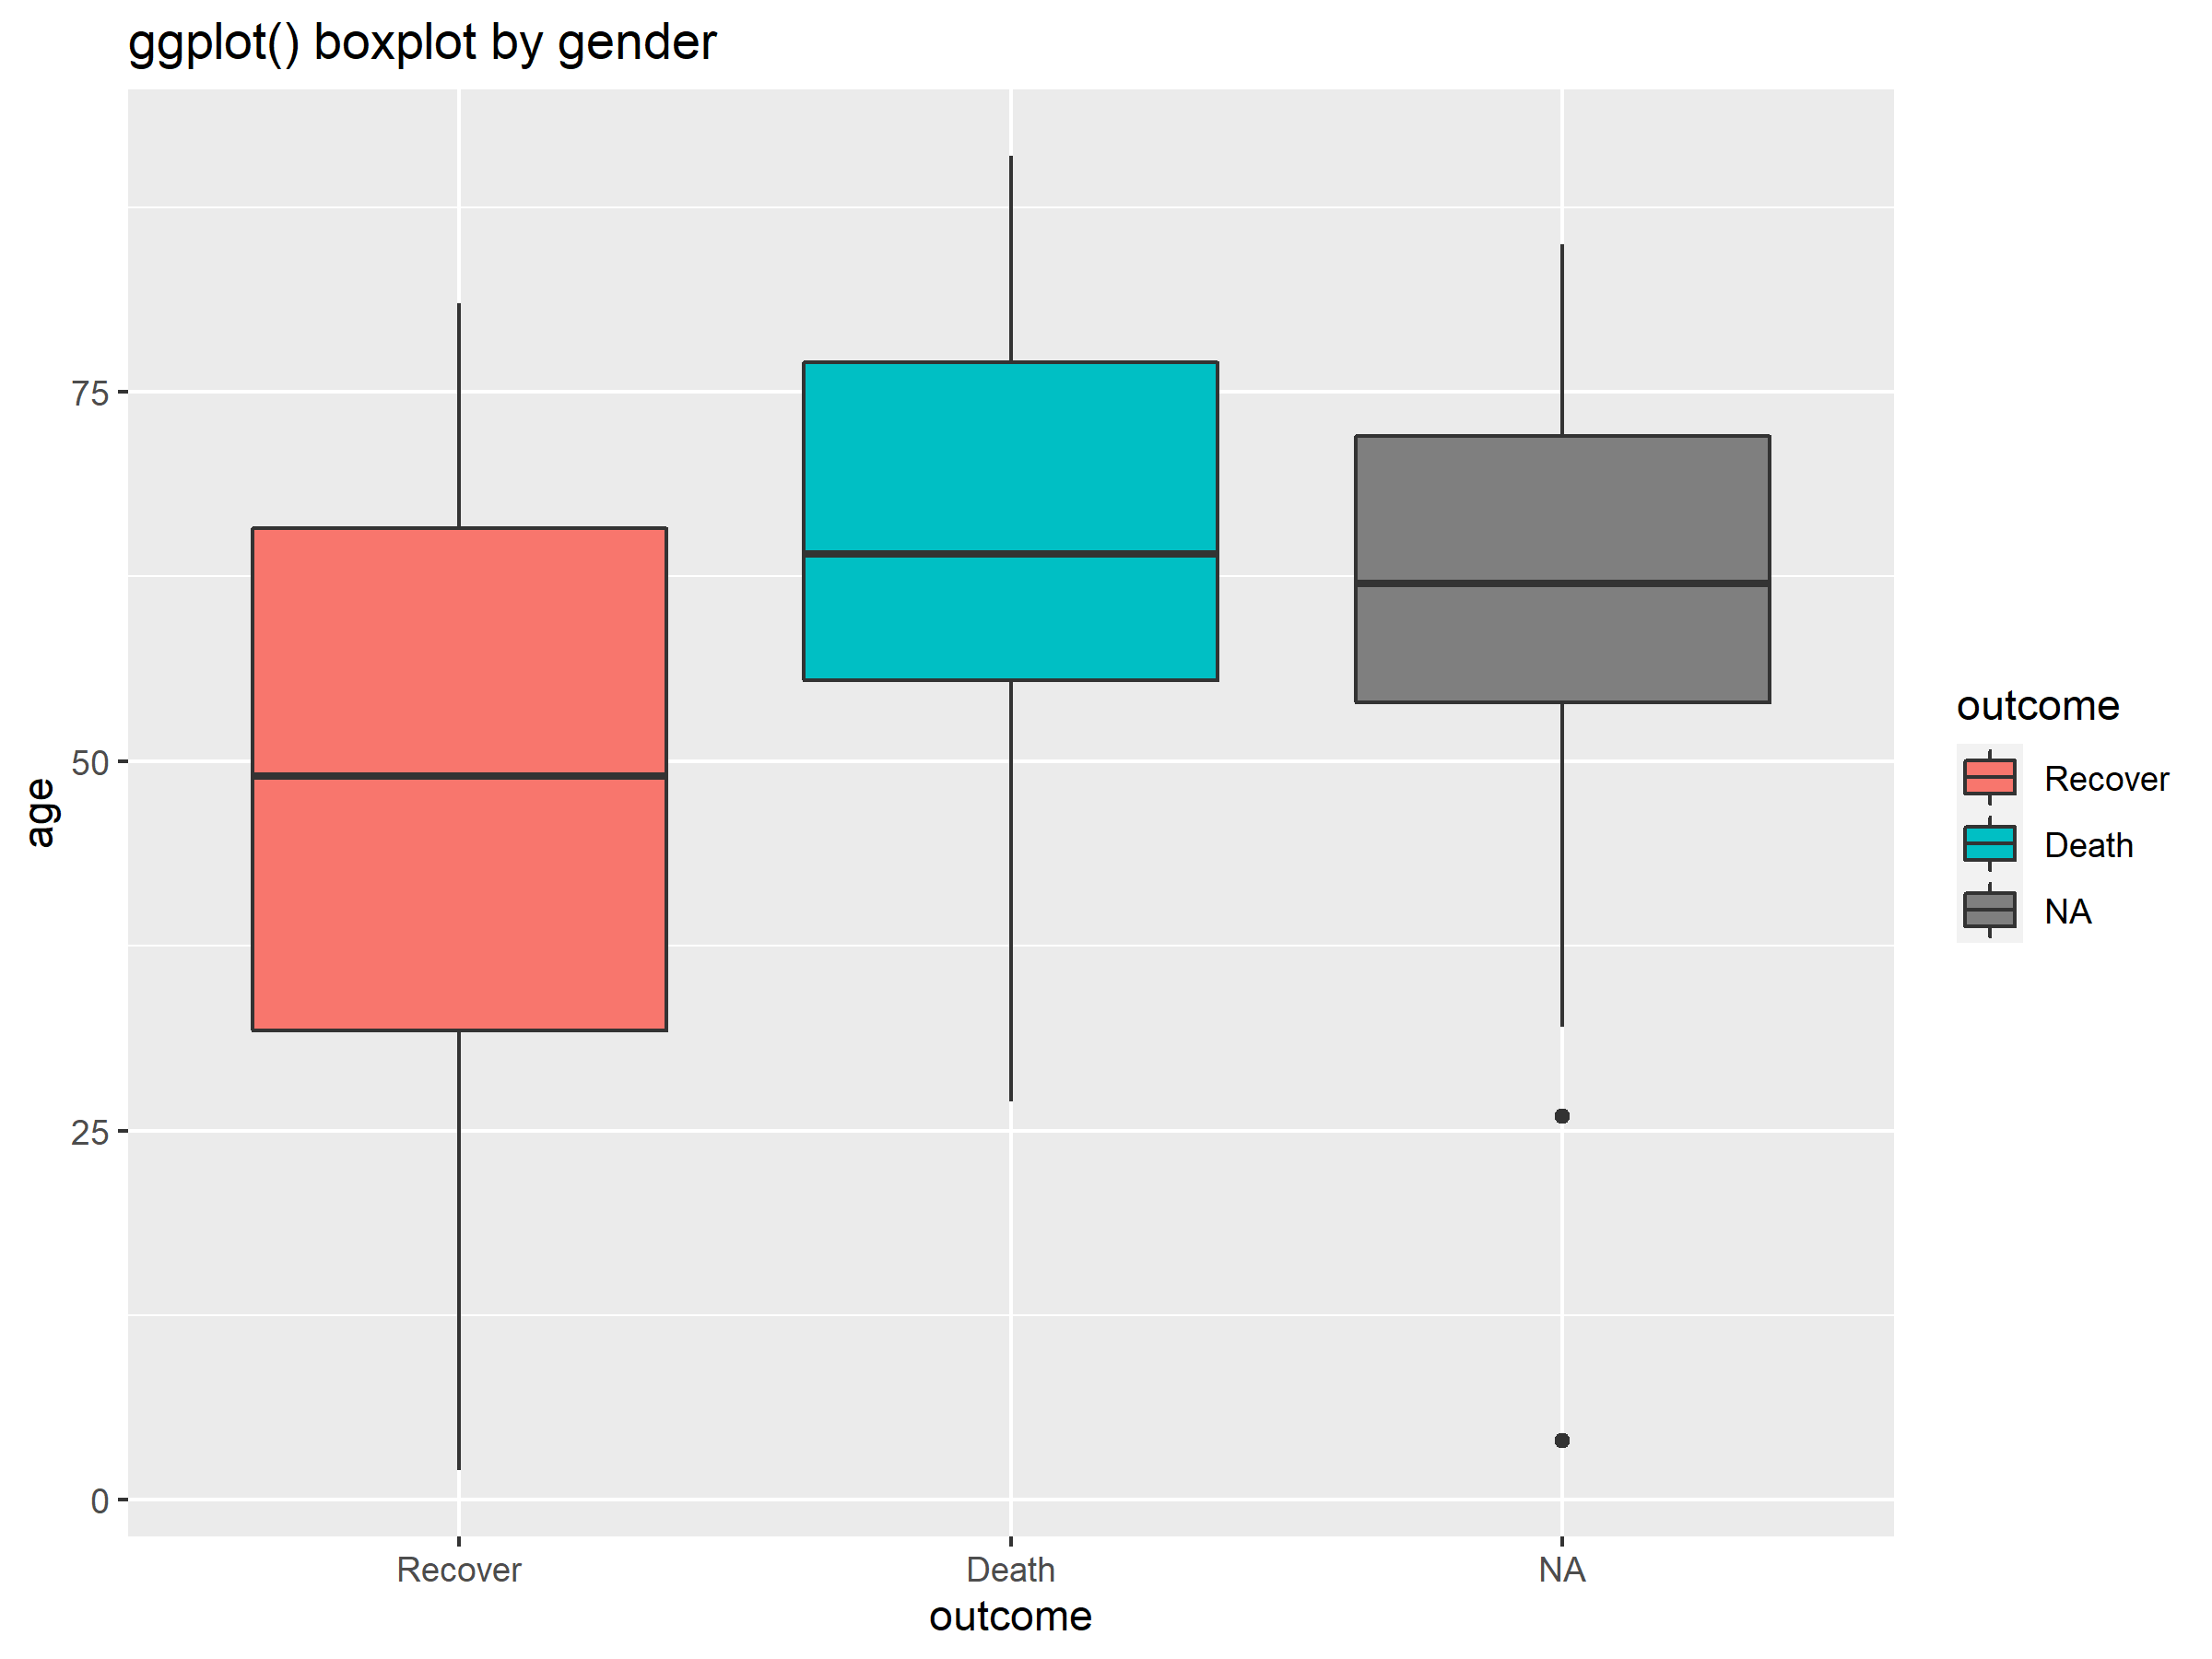 ggplot() boxplot by gender
age
75
50
25
0
Recover
Death
NA
outcome
outcome
Recover
Death
NA